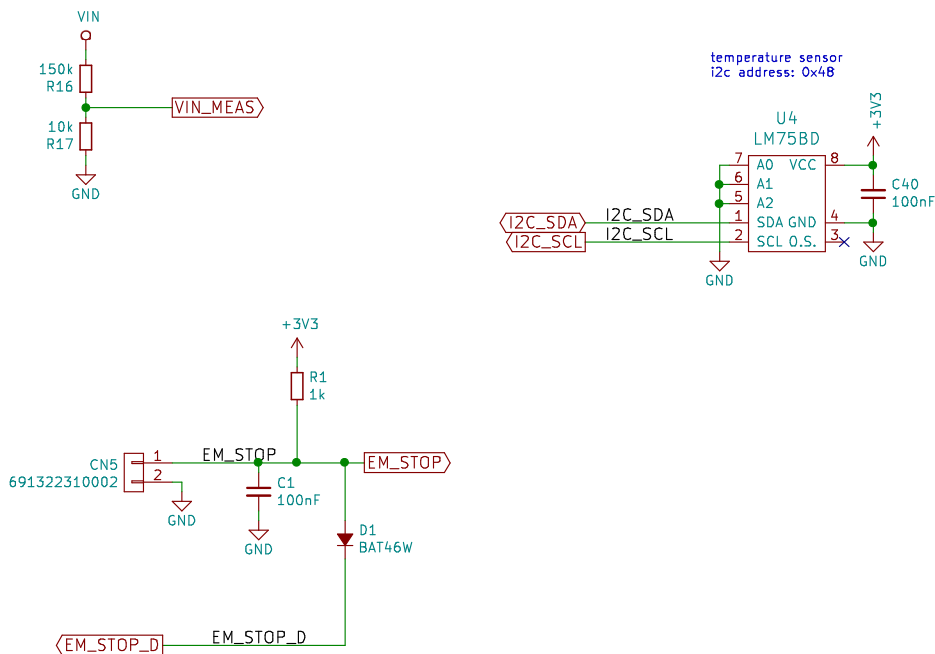 VIN
150k
R16
VIN_MEAS
10k
R17
GND
temperature sensor
i2c address: 0x48
+3V3
U4
LM75BD
7 A0 VCC 8
6 A1
5 A2
1 SDA GND 4
2 SCL O.S. 3
C40
100nF
I2C_SDA I2C_SDA
I2C_SCL I2C_SCL
GND
GND
+3V3
R1
1k
CN5
691322310002
1
2
EM_STOP
EM_STOP
GND
C1
100nF
GND
D1
BAT46W
EM_STOP_D
EM_STOP_D